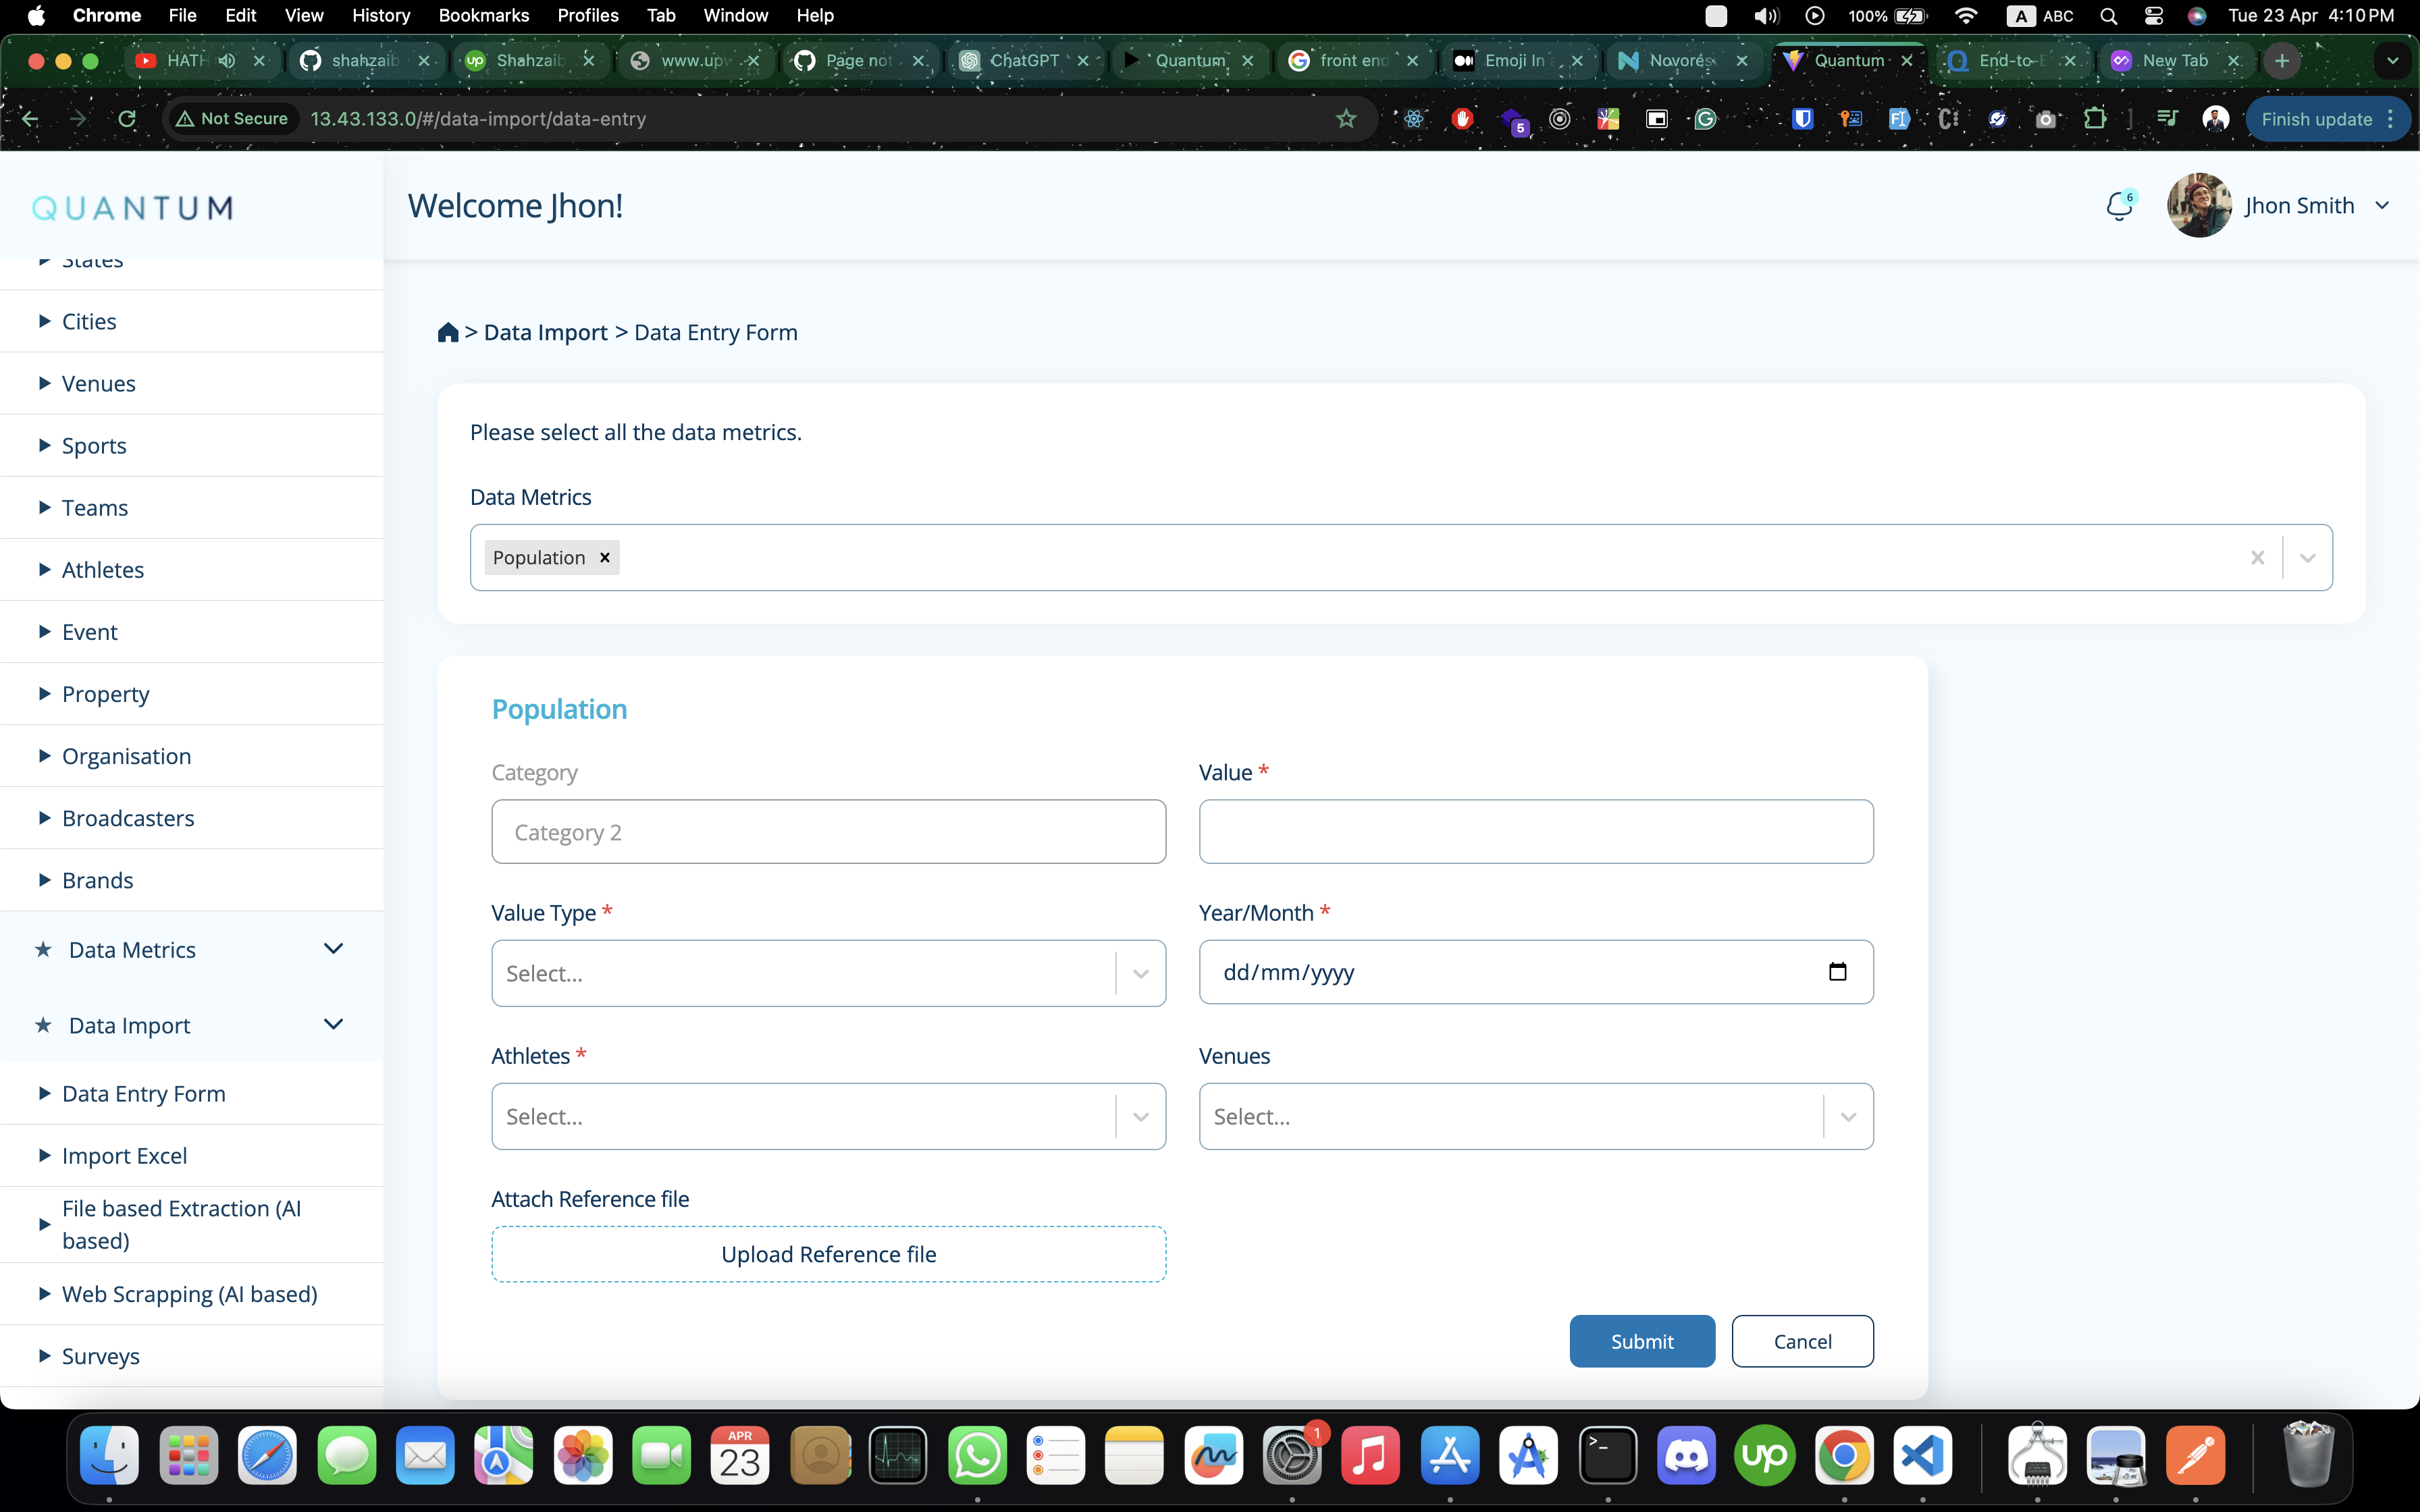 Chrome File Edit View History Bookmarks Profiles Tab Window Help 100% A ABC Tue 23 Apr 4:10 PM
HATH shahzaib Shahzaib www.upw Page not ChatGPT Quantum front end Emoji In Novorés Quantum End-to-E New Tab
Not Secure 13.43.133.0/#/data-import/data-entry 5 Finish update
QUANTUM
Welcome Jhon!
6
Jhon Smith
States
Cities
Venues
Sports
Teams
Athletes
Event
Property
Organisation
Broadcasters
Brands
Data Metrics
Data Import
Data Entry Form
Import Excel
File based Extraction (AI
based)
Web Scrapping (AI based)
Surveys
> Data Import > Data Entry Form
Please select all the data metrics.
Data Metrics
Population
Population
Category
Category 2
Value *
Value Type *
Select...
Year/Month *
dd/mm/yyyy
Athletes *
Select...
Venues
Select...
Attach Reference file
Upload Reference file
Submit
Cancel
APR
23
1
up